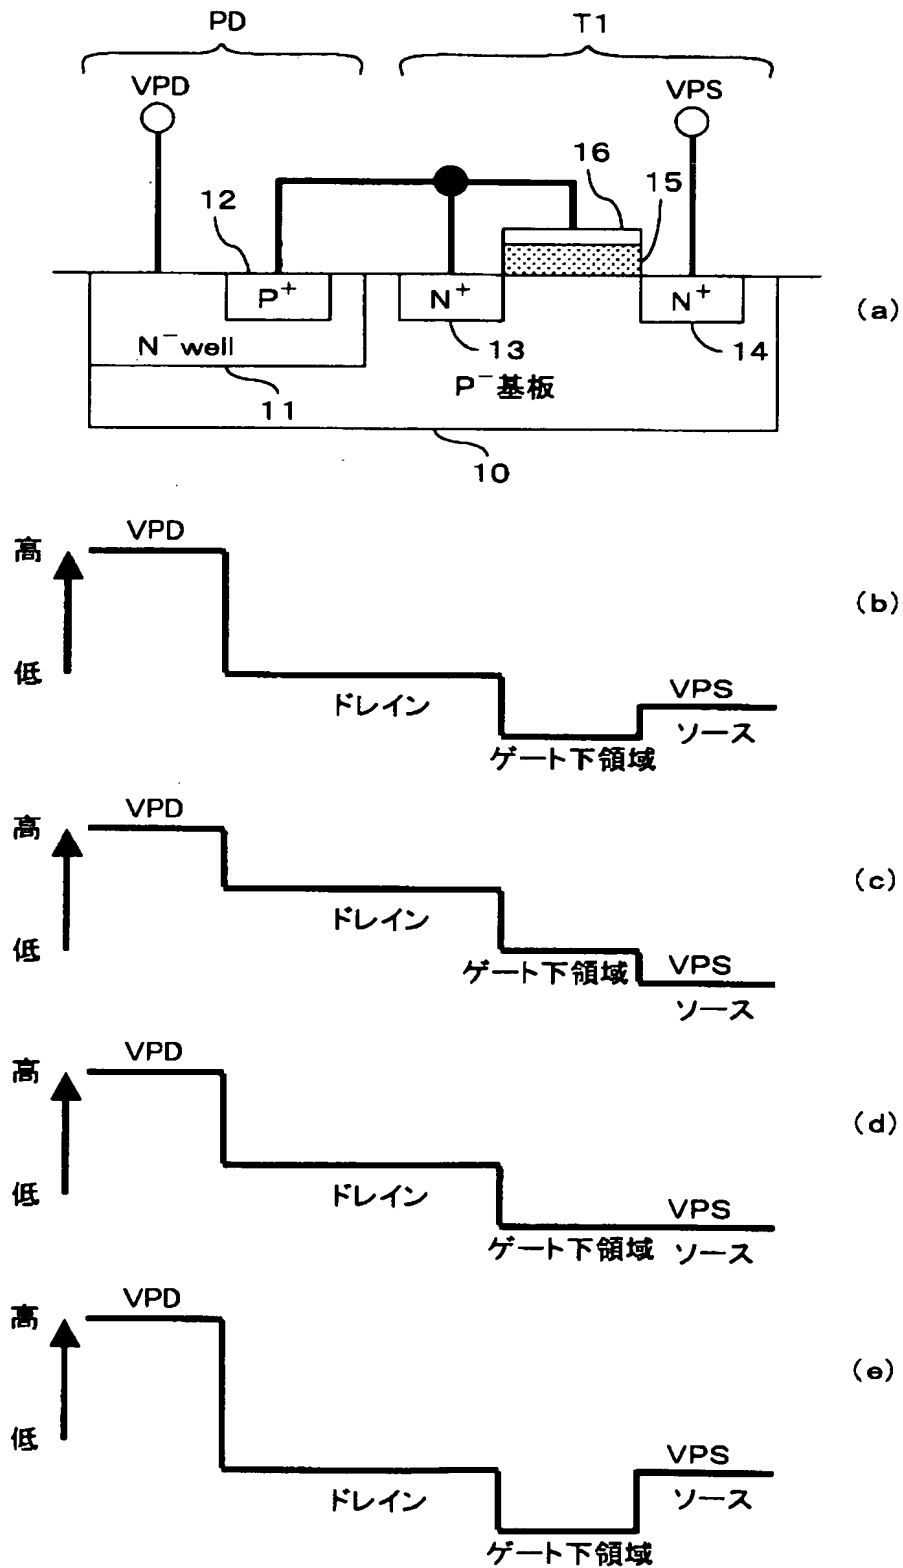 PD T1
VPD VPS
16
15
12
P⁺ N⁺ N⁺
(a)
N⁻well 13 14
P⁻基板
11
10
高 VPD
(b)
低
VPS
ドレイン
ソース
ゲート下領域
高 VPD
(c)
低 ドレイン
ゲート下領域 VPS
ソース
高 VPD
(d)
低 ドレイン
VPS
ゲート下領域 ソース
高 VPD
(e)
低
VPS
ドレイン ソース
ゲート下領域